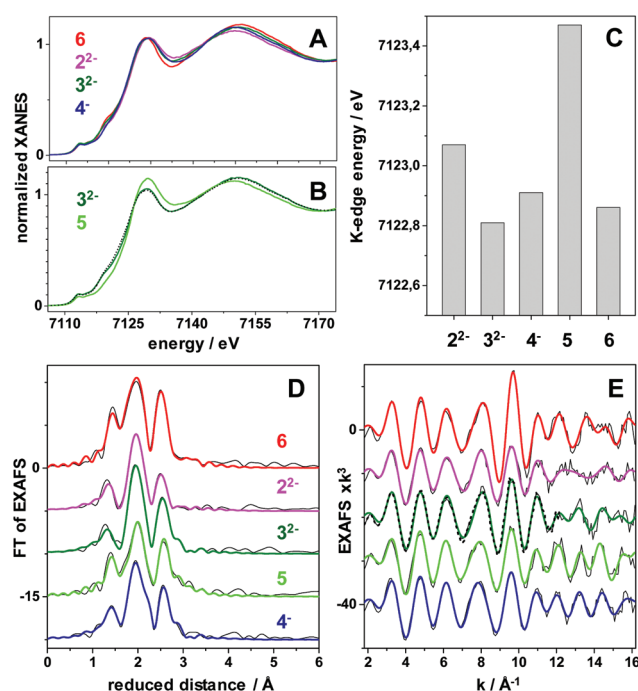 A
6
2²⁻
3²⁻
4⁻
1
0
normalized XANES
B
3²⁻
5
1
0
7110 7125 7140 7155 7170
energy / eV
C
K-edge energy / eV
7123,4
7123,2
7123,0
7122,8
7122,6
2²⁻ 3²⁻ 4⁻ 5 6
D
FT of EXAFS
0
-15
6
2²⁻
3²⁻
5
4⁻
0 1 2 3 4 5 6
reduced distance / Å
E
EXAFS xk³
0
-40
2 4 6 8 10 12 14 16
k / Å⁻¹